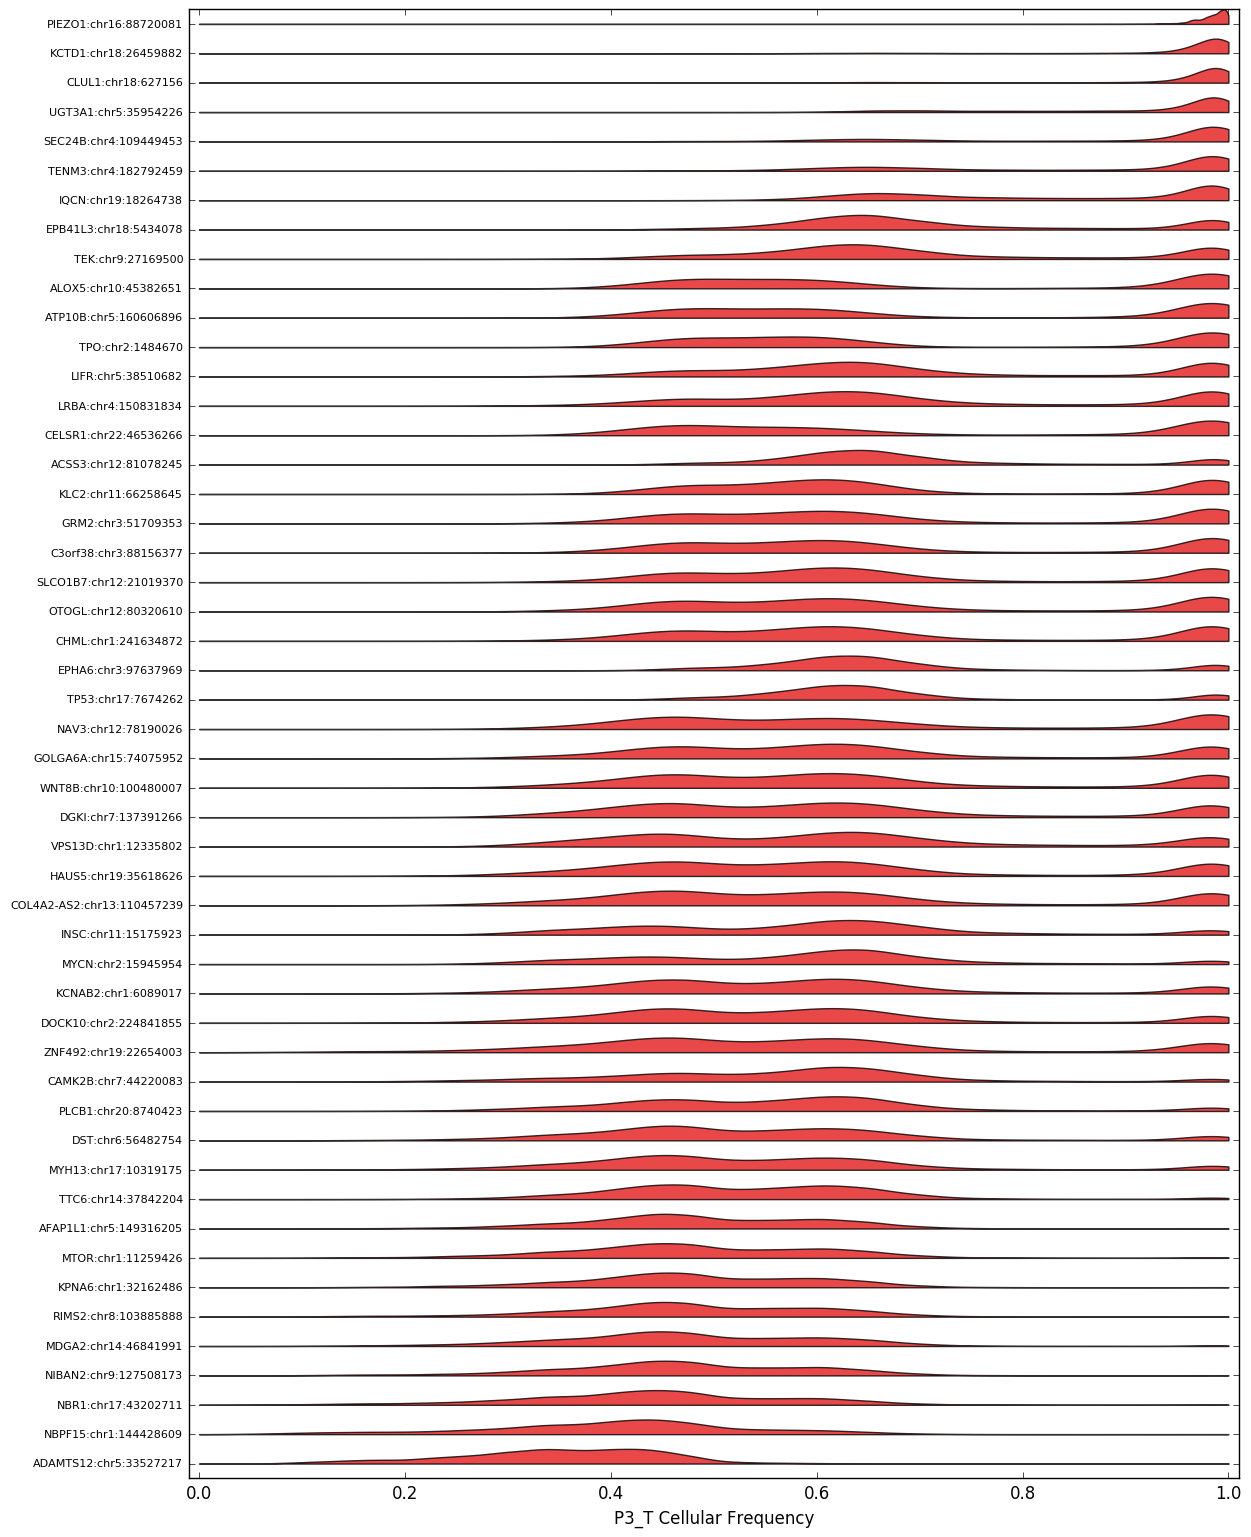 PIEZO1:chr16:88720081
KCTD1:chr18:26459882
CLUL1:chr18:627156
UGT3A1:chr5:35954226
SEC24B:chr4:109449453
TENM3:chr4:182792459
IQCN:chr19:18264738
EPB41L3:chr18:5434078
TEK:chr9:27169500
ALOX5:chr10:45382651
ATP10B:chr5:160606896
TPO:chr2:1484670
LIFR:chr5:38510682
LRBA:chr4:150831834
CELSR1:chr22:46536266
ACSS3:chr12:81078245
KLC2:chr11:66258645
GRM2:chr3:51709353
C3orf38:chr3:88156377
SLCO1B7:chr12:21019370
OTOGL:chr12:80320610
CHML:chr1:241634872
EPHA6:chr3:97637969
TP53:chr17:7674262
NAV3:chr12:78190026
GOLGA6A:chr15:74075952
WNT8B:chr10:100480007
DGKI:chr7:137391266
VPS13D:chr1:12335802
HAUS5:chr19:35618626
COL4A2-AS2:chr13:110457239
INSC:chr11:15175923
MYCN:chr2:15945954
KCNAB2:chr1:6089017
DOCK10:chr2:224841855
ZNF492:chr19:22654003
CAMK2B:chr7:44220083
PLCB1:chr20:8740423
DST:chr6:56482754
MYH13:chr17:10319175
TTC6:chr14:37842204
AFAP1L1:chr5:149316205
MTOR:chr1:11259426
KPNA6:chr1:32162486
RIMS2:chr8:103885888
MDGA2:chr14:46841991
NIBAN2:chr9:127508173
NBR1:chr17:43202711
NBPF15:chr1:144428609
ADAMTS12:chr5:33527217
0.0 0.2 0.4 0.6 0.8 1.0
P3_T Cellular Frequency